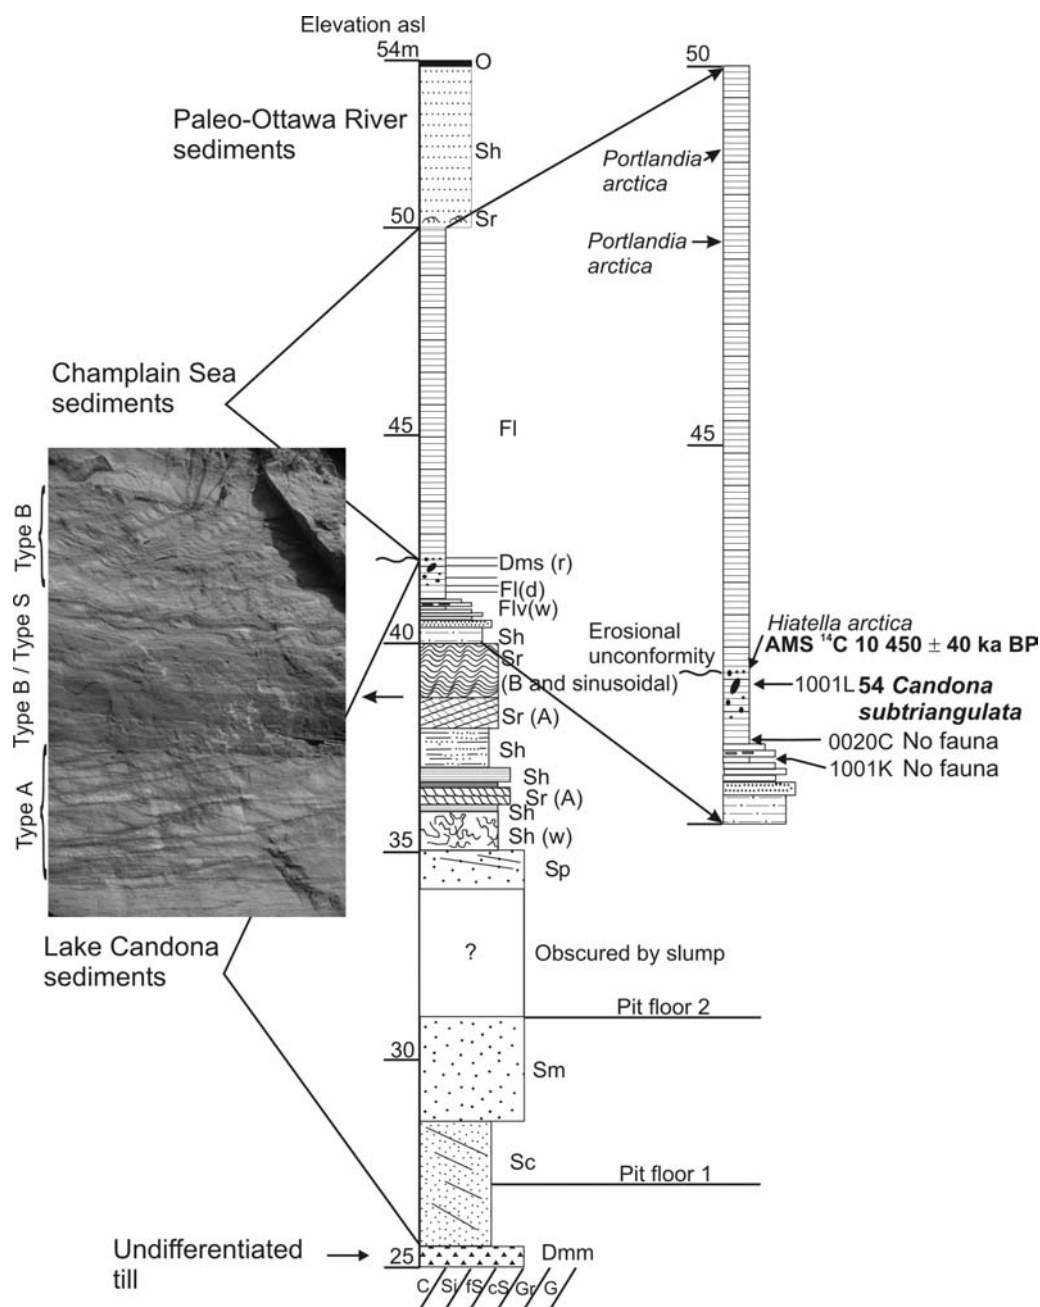 Elevation asl
54m
O
Paleo-Ottawa River
sediments
Sh
Sr
50
Champlain Sea
sediments
45
Fl
Type B
Type B / Type S
Type A
Dms (r)
Fl(d)
Flv(w)
40
Sh
Sr
(B and sinusoidal)
Sr (A)
Sh
Sh
Sr (A)
Sh
Sh (w)
35
Sp
Lake Candona
sediments
?
Obscured by slump
Pit floor 2
30
Sm
Sc
Pit floor 1
Undifferentiated
till
25
Dmm
C Si fS cS Gr G
50
Portlandia
arctica
Portlandia
arctica
45
Hiatella arctica
AMS ¹⁴C 10 450 ± 40 ka BP
Erosional
unconformity
1001L 54 Candona
subtriangulata
0020C No fauna
1001K No fauna